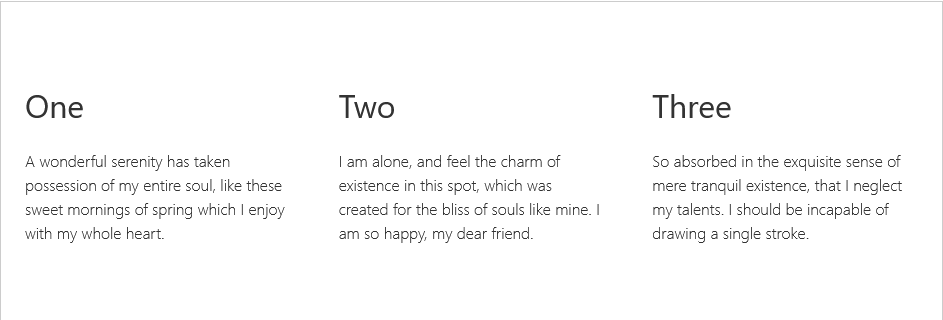 One
A wonderful serenity has taken
possession of my entire soul, like these
sweet mornings of spring which I enjoy
with my whole heart.
Two
I am alone, and feel the charm of
existence in this spot, which was
created for the bliss of souls like mine. I
am so happy, my dear friend.
Three
So absorbed in the exquisite sense of
mere tranquil existence, that I neglect
my talents. I should be incapable of
drawing a single stroke.